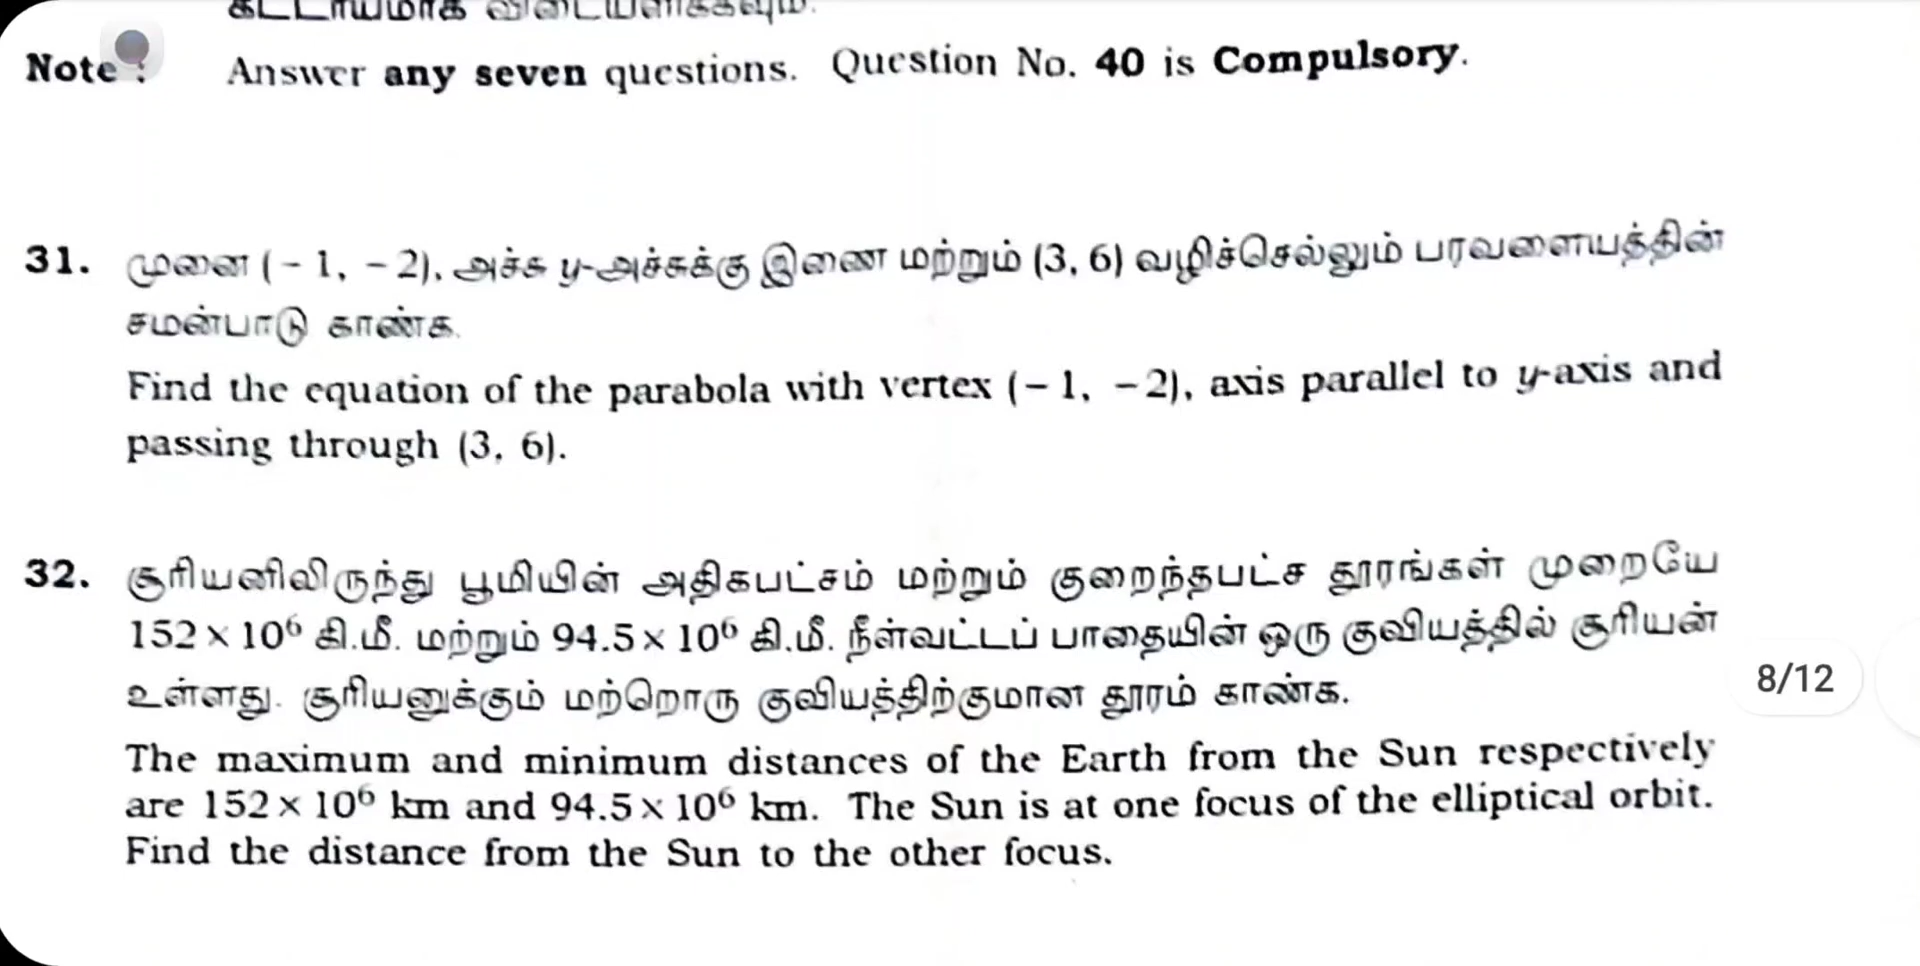 கட்டாயமாக விடையளிக்கவும்.
Note : Answer any seven questions. Question No. 40 is Compulsory.
31. முனை (– 1, – 2), அச்சு y-அச்சுக்கு இணை மற்றும் (3, 6) வழிச்செல்லும் பரவளையத்தின்
சமன்பாடு காண்க.
Find the equation of the parabola with vertex (– 1, – 2), axis parallel to y-axis and
passing through (3, 6).
32. சூரியனிலிருந்து பூமியின் அதிகபட்சம் மற்றும் குறைந்தபட்ச தூரங்கள் முறையே
152 × 10⁶ கி.மீ. மற்றும் 94.5 × 10⁶ கி.மீ. நீள்வட்டப் பாதையின் ஒரு குவியத்தில் சூரியன்
உள்ளது. சூரியனுக்கும் மற்றொரு குவியத்திற்குமான தூரம் காண்க.
8/12
The maximum and minimum distances of the Earth from the Sun respectively
are 152 × 10⁶ km and 94.5 × 10⁶ km. The Sun is at one focus of the elliptical orbit.
Find the distance from the Sun to the other focus.